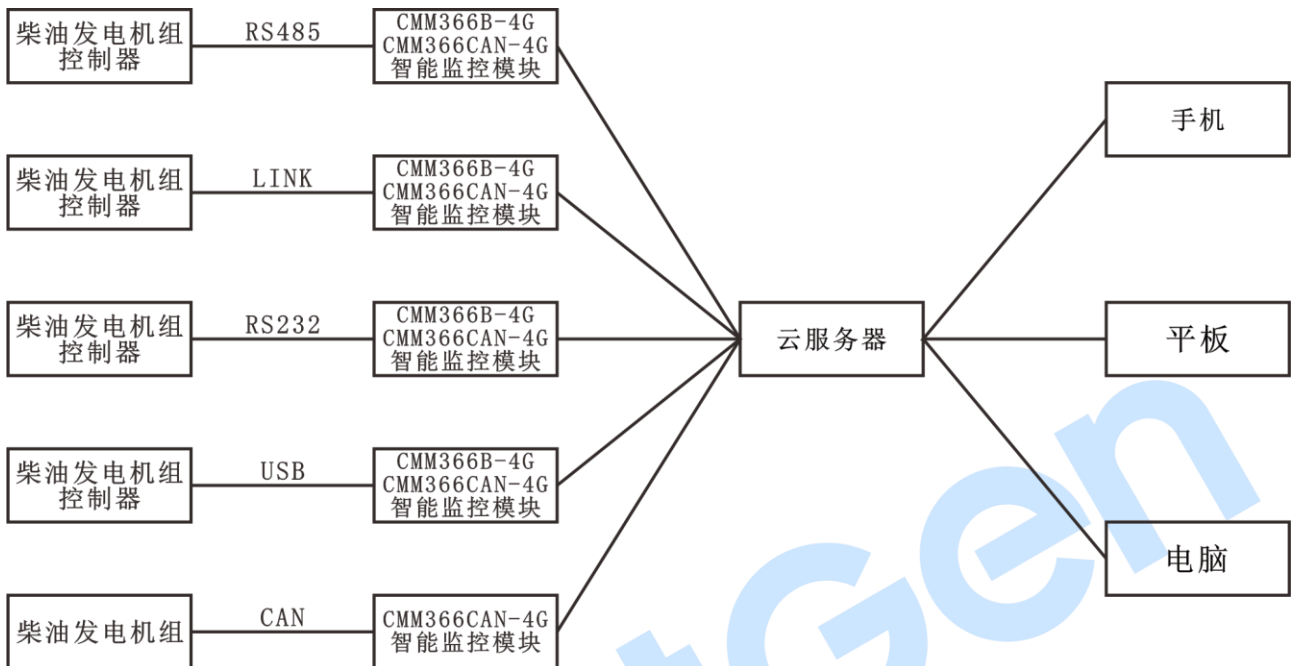 柴油发电机组
控制器
RS485
CMM366B-4G
CMM366CAN-4G
智能监控模块
手机
柴油发电机组
控制器
LINK
CMM366B-4G
CMM366CAN-4G
智能监控模块
柴油发电机组
控制器
RS232
CMM366B-4G
CMM366CAN-4G
智能监控模块
云服务器
平板
柴油发电机组
控制器
USB
CMM366B-4G
CMM366CAN-4G
智能监控模块
电脑
柴油发电机组
CAN
CMM366CAN-4G
智能监控模块
tGen